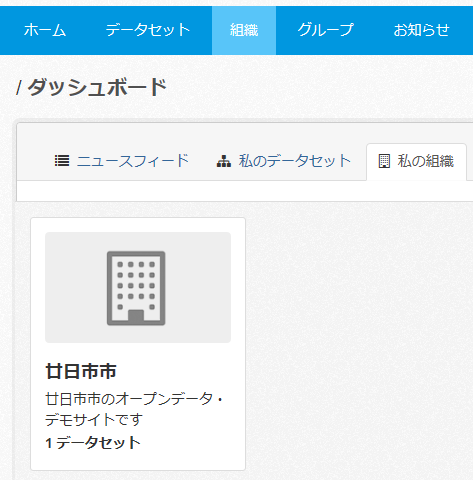 ホーム データセット 組織 グループ お知らせ
/ ダッシュボード
ニュースフィード 私のデータセット 私の組織
廿日市市
廿日市市のオープンデータ・
デモサイトです
1 データセット